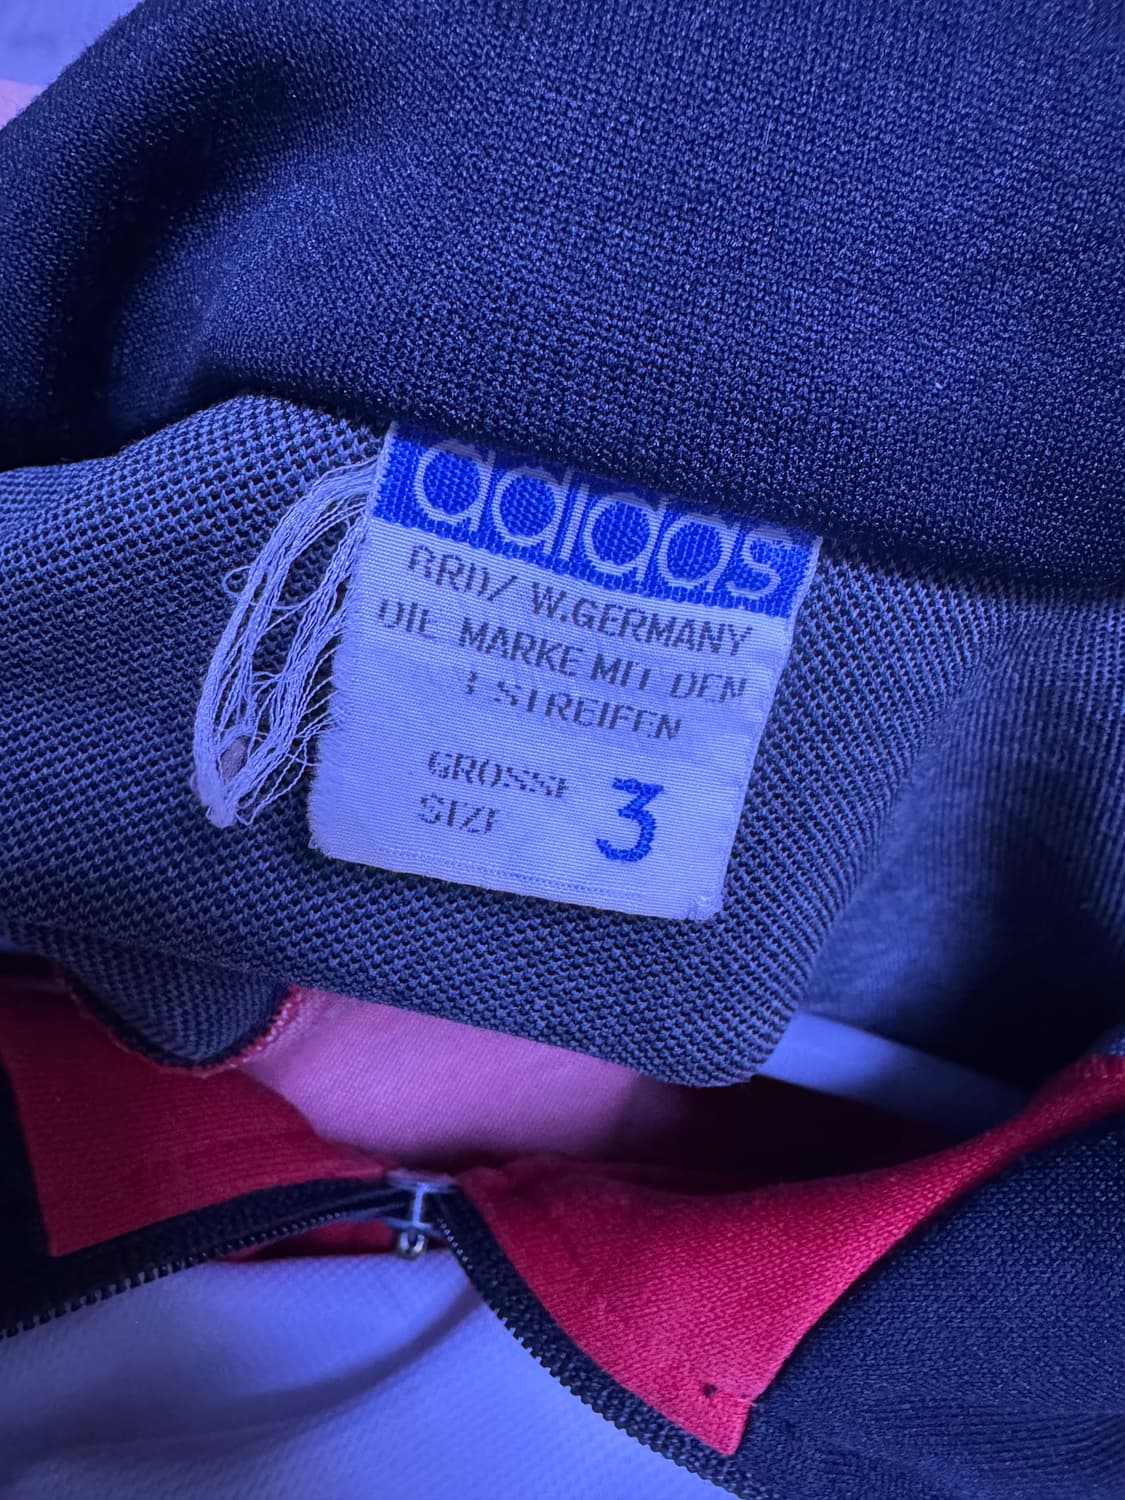 adidas
BRD/ W.GERMANY
DIE MARKE MIT DEN
3 STREIFEN
GROSSE
SIZE
3